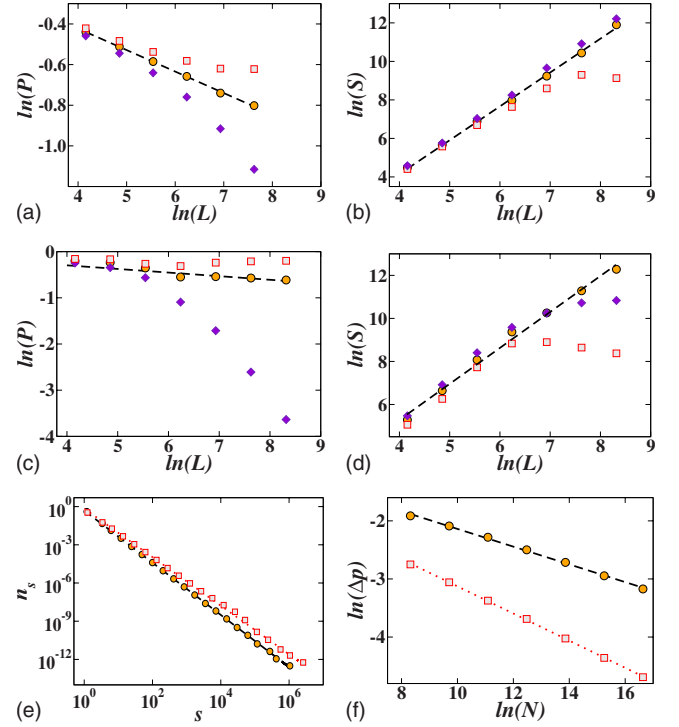 -0.4
-0.6
-0.8
-1.0
ln(P)
4 5 6 7 8 9
(a) ln(L)
12
10
8
6
4
ln(S)
4 5 6 7 8 9
(b) ln(L)
0
-1
-2
-3
-4
ln(P)
4 5 6 7 8 9
(c) ln(L)
12
10
8
6
ln(S)
4 5 6 7 8 9
(d) ln(L)
10^0
10^-3
10^-6
10^-9
10^-12
n_s
10^0 10^2 10^4 10^6
(e) s
-2
-3
-4
ln(Δp)
8 10 12 14 16
(f) ln(N)